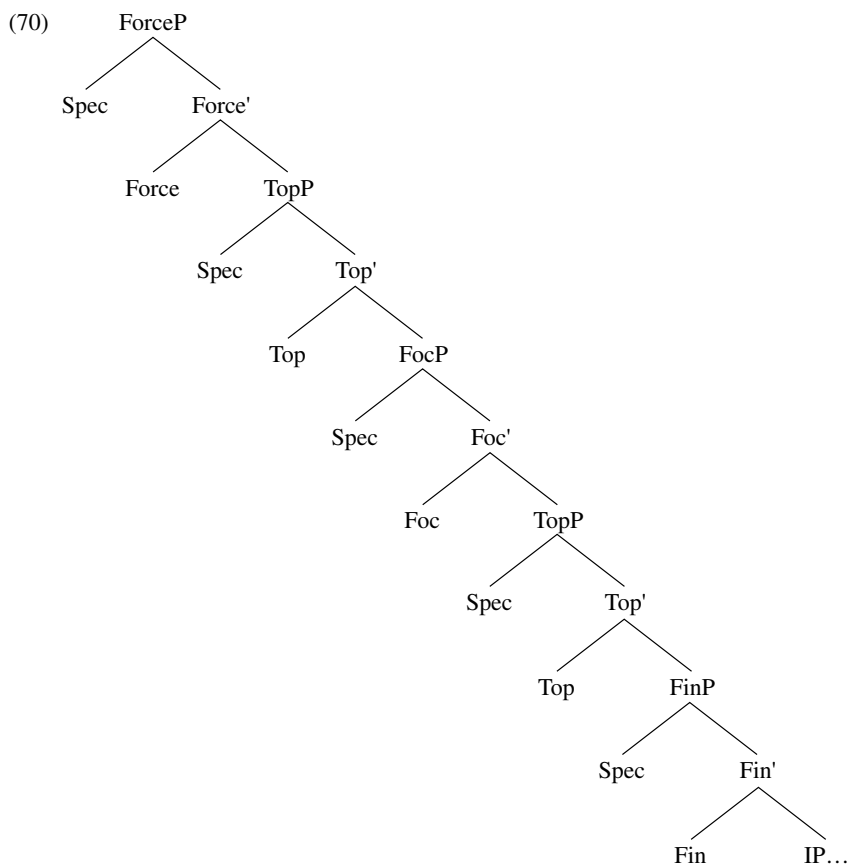 (70) ForceP
Spec Force'
Force TopP
Spec Top'
Top FocP
Spec Foc'
Foc TopP
Spec Top'
Top FinP
Spec Fin'
Fin IP…